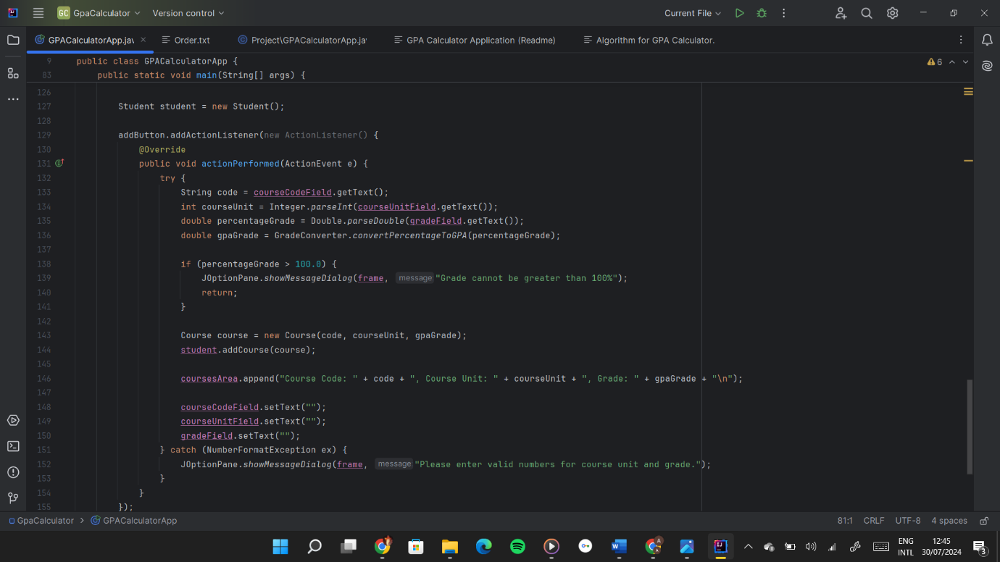 GC GpaCalculator Version control Current File
GPACalculatorApp.jav Order.txt Project\GPACalculatorApp.jav GPA Calculator Application (Readme) Algorithm for GPA Calculator.
9 public class GPACalculatorApp { 6
83 public static void main(String[] args) {
126
127 Student student = new Student();
128
129 addButton.addActionListener(new ActionListener() {
130 @Override
131 public void actionPerformed(ActionEvent e) {
132 try {
133 String code = courseCodeField.getText();
134 int courseUnit = Integer.parseInt(courseUnitField.getText());
135 double percentageGrade = Double.parseDouble(gradeField.getText());
136 double gpaGrade = GradeConverter.convertPercentageToGPA(percentageGrade);
137
138 if (percentageGrade > 100.0) {
139 JOptionPane.showMessageDialog(frame, message: "Grade cannot be greater than 100%");
140 return;
141 }
142
143 Course course = new Course(code, courseUnit, gpaGrade);
144 student.addCourse(course);
145
146 coursesArea.append("Course Code: " + code + ", Course Unit: " + courseUnit + ", Grade: " + gpaGrade + "\n");
147
148 courseCodeField.setText("");
149 courseUnitField.setText("");
150 gradeField.setText("");
151 } catch (NumberFormatException ex) {
152 JOptionPane.showMessageDialog(frame, message: "Please enter valid numbers for course unit and grade.");
153 }
154 }
155 });
GpaCalculator > GPACalculatorApp 81:1 CRLF UTF-8 4 spaces
ENG 12:45
INTL 30/07/2024 3